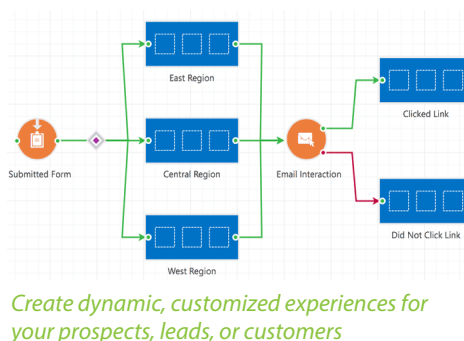 East Region
Clicked Link
Submitted Form
Central Region
Email Interaction
Did Not Click Link
West Region
Create dynamic, customized experiences for
your prospects, leads, or customers